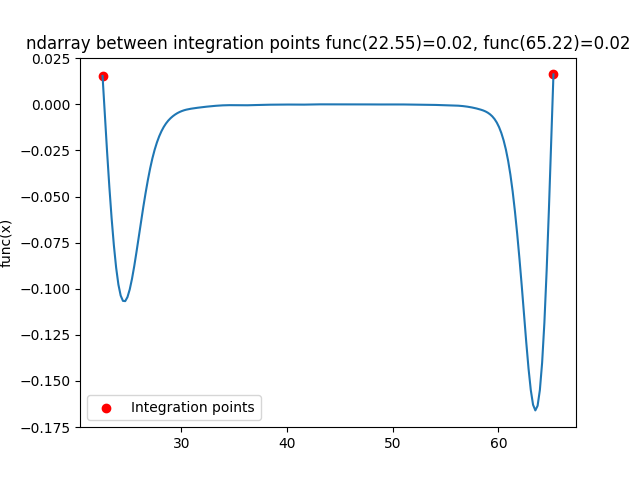 ndarray between integration points func(22.55)=0.02, func(65.22)=0.02
0.025
0.000
−0.025
−0.050
−0.075
−0.100
−0.125
−0.150
−0.175
func(x)
Integration points
30 40 50 60